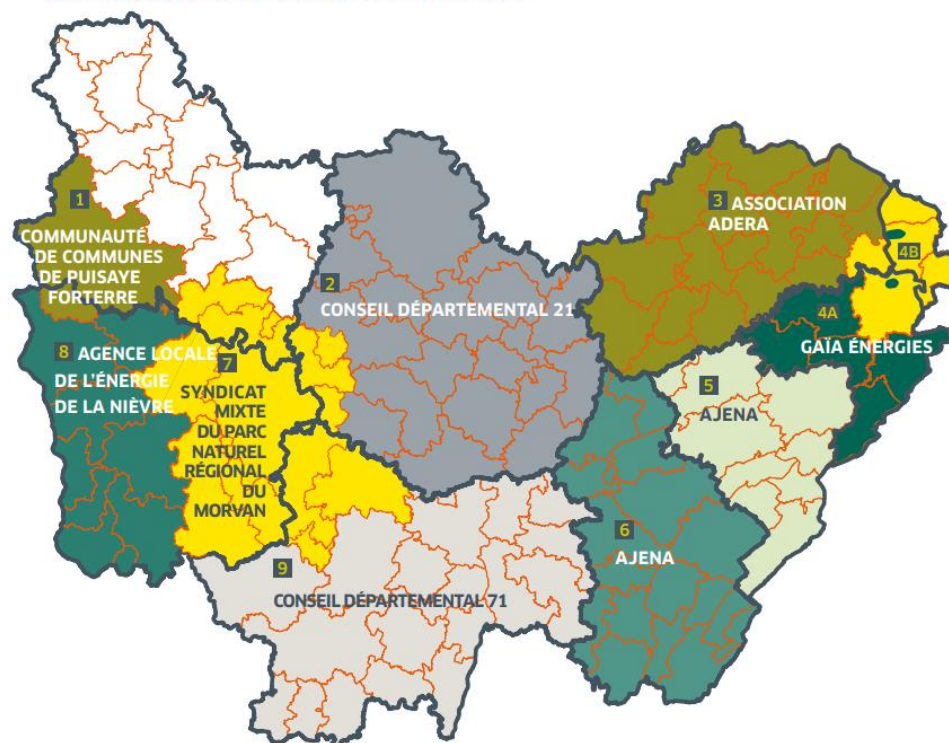 1
COMMUNAUTÉ
DE COMMUNES
DE PUISAYE
FORTERRE
2
CONSEIL DÉPARTEMENTAL 21
3 ASSOCIATION
ADERA
4B
4A
GAÏA ÉNERGIES
5
AJENA
6
AJENA
7
SYNDICAT
MIXTE
DU PARC
NATUREL
RÉGIONAL
DU
MORVAN
8 AGENCE LOCALE
DE L'ÉNERGIE
DE LA NIÈVRE
9
CONSEIL DÉPARTEMENTAL 71